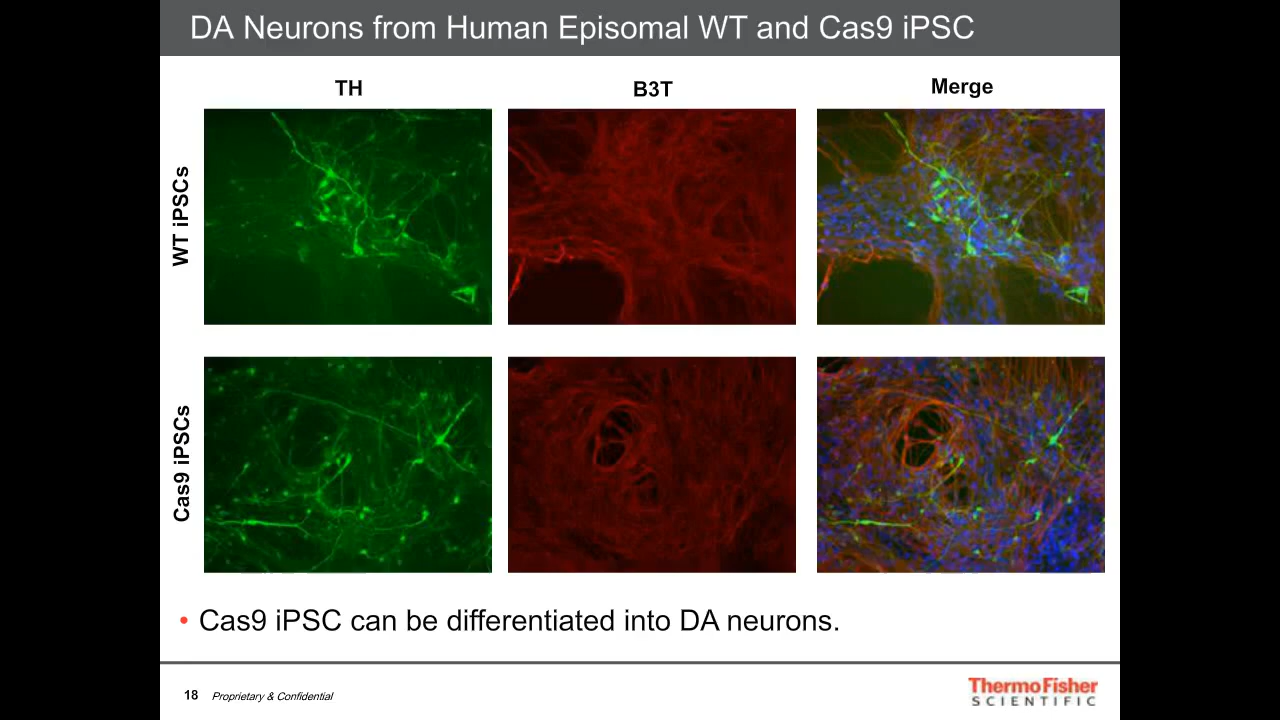 DA Neurons from Human Episomal WT and Cas9 iPSC
TH
B3T
Merge
WT iPSCs
Cas9 iPSCs
• Cas9 iPSC can be differentiated into DA neurons.
18 Proprietary & Confidential
ThermoFisher
SCIENTIFIC